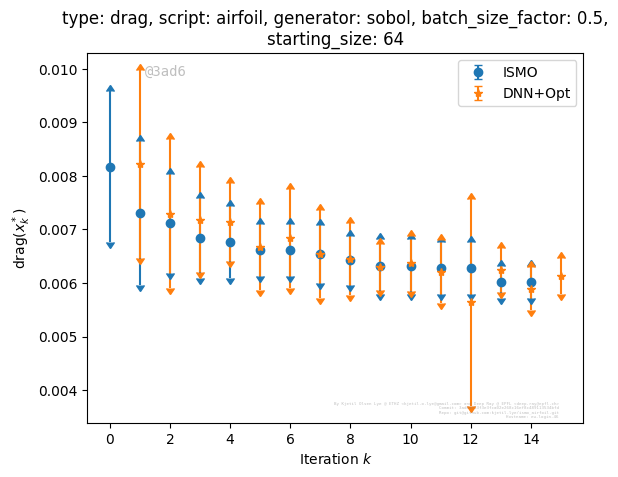 type: drag, script: airfoil, generator: sobol, batch_size_factor: 0.5,
starting_size: 64
@3ad6
ISMO
DNN+Opt
0.010
0.009
0.008
0.007
0.006
0.005
0.004
drag(x_k^*)
0 2 4 6 8 10 12 14
Iteration k